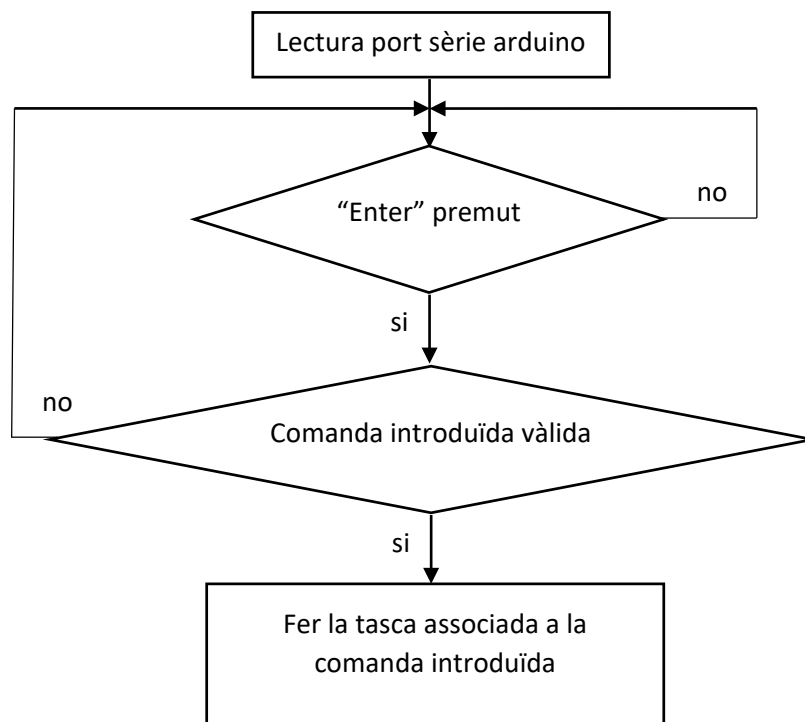 Lectura port sèrie arduino
“Enter” premut
no
si
no
Comanda introduïda vàlida
si
Fer la tasca associada a la
comanda introduïda